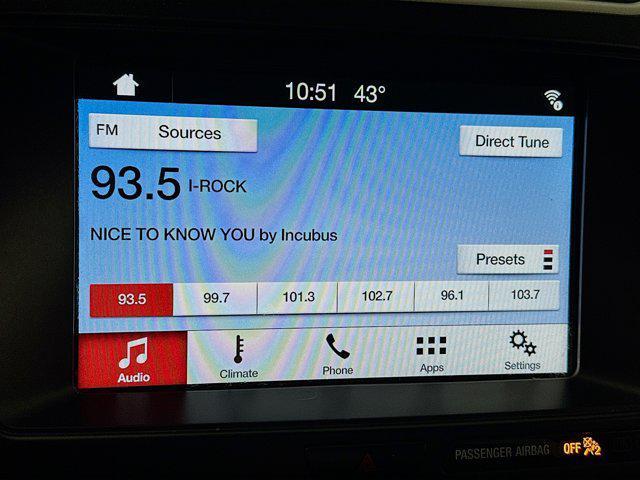 10:51 43°
FM Sources
Direct Tune
93.5 I-ROCK
NICE TO KNOW YOU by Incubus
Presets
93.5 99.7 101.3 102.7 96.1 103.7
Audio Climate Phone Apps Settings
PASSENGER AIRBAG OFF 2